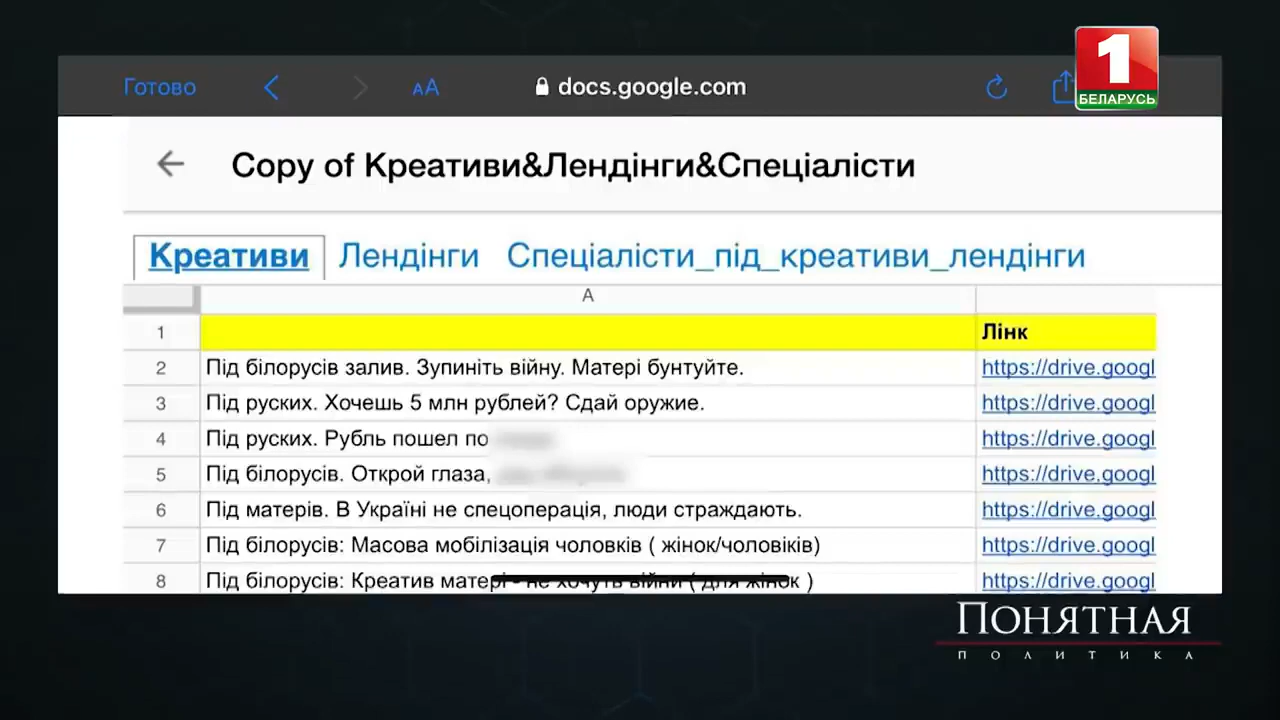 1
БЕЛАРУСЬ
Готово
AA
docs.google.com
Copy of Креативи&Лендінги&Спеціалісти
Креативи Лендінги Спеціалісти_під_креативи_лендінги
A
1 Лінк
2 Під білорусів залив. Зупиніть війну. Матері бунтуйте. https://drive.googl
3 Під руских. Хочешь 5 млн рублей? Сдай оружие. https://drive.googl
4 Під руских. Рубль пошел по https://drive.googl
5 Під білорусів. Открой глаза, https://drive.googl
6 Під матерів. В Україні не спецоперація, люди страждають. https://drive.googl
7 Під білорусів: Масова мобілізація чоловків ( жінок/чоловіків) https://drive.googl
8 Під білорусів: Креатив матері - не хочуть війни ( для жінок ) https://drive.googl
ПОНЯТНАЯ
ПОЛИТИКА